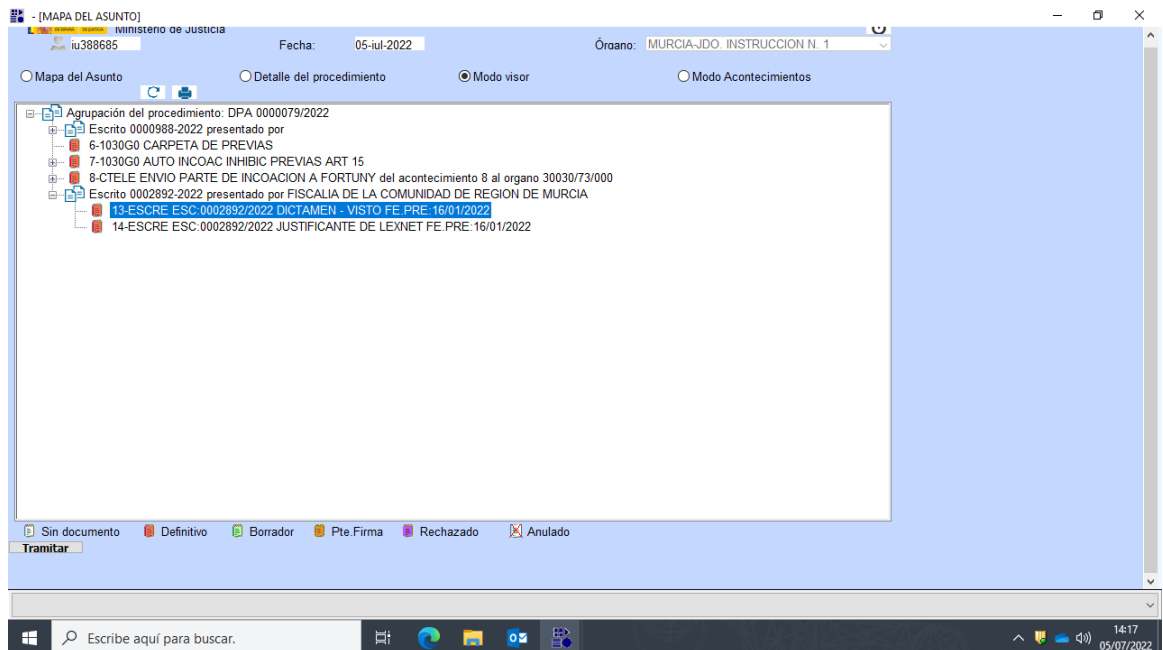 - [MAPA DEL ASUNTO]
Ministerio de Justicia
iu388685 Fecha: 05-jul-2022 Órgano: MURCIA-JDO. INSTRUCCION N. 1
Mapa del Asunto Detalle del procedimiento Modo visor Modo Acontecimientos
Agrupación del procedimiento: DPA 0000079/2022
Escrito 0000988-2022 presentado por
6-1030G0 CARPETA DE PREVIAS
7-1030G0 AUTO INCOAC INHIBIC PREVIAS ART 15
8-CTELE ENVIO PARTE DE INCOACION A FORTUNY del acontecimiento 8 al organo 30030/73/000
Escrito 0002892-2022 presentado por FISCALIA DE LA COMUNIDAD DE REGION DE MURCIA
13-ESCRE ESC:0002892/2022 DICTAMEN - VISTO FE.PRE:16/01/2022
14-ESCRE ESC:0002892/2022 JUSTIFICANTE DE LEXNET FE.PRE:16/01/2022
Sin documento Definitivo Borrador Pte.Firma Rechazado Anulado
Tramitar
Escribe aquí para buscar.
14:17
05/07/2022